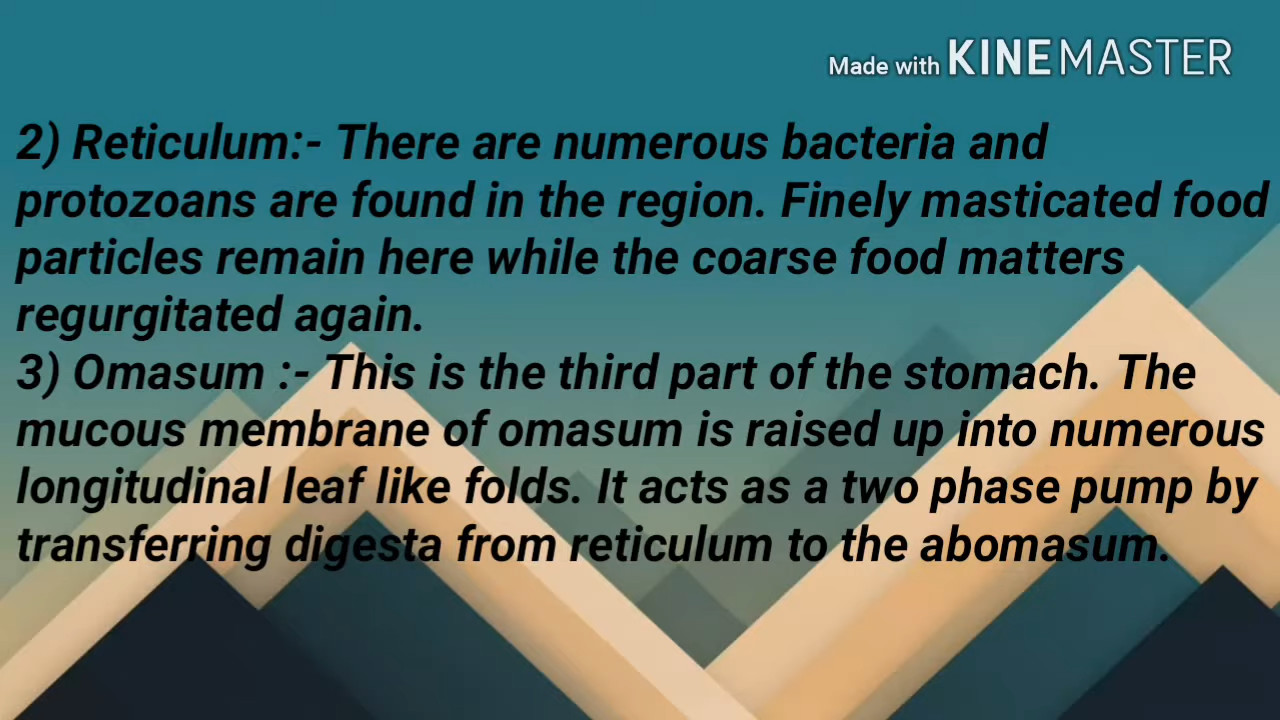 Made with KINEMASTER
2) Reticulum:- There are numerous bacteria and
protozoans are found in the region. Finely masticated food
particles remain here while the coarse food matters
regurgitated again.
3) Omasum :- This is the third part of the stomach. The
mucous membrane of omasum is raised up into numerous
longitudinal leaf like folds. It acts as a two phase pump by
transferring digesta from reticulum to the abomasum.